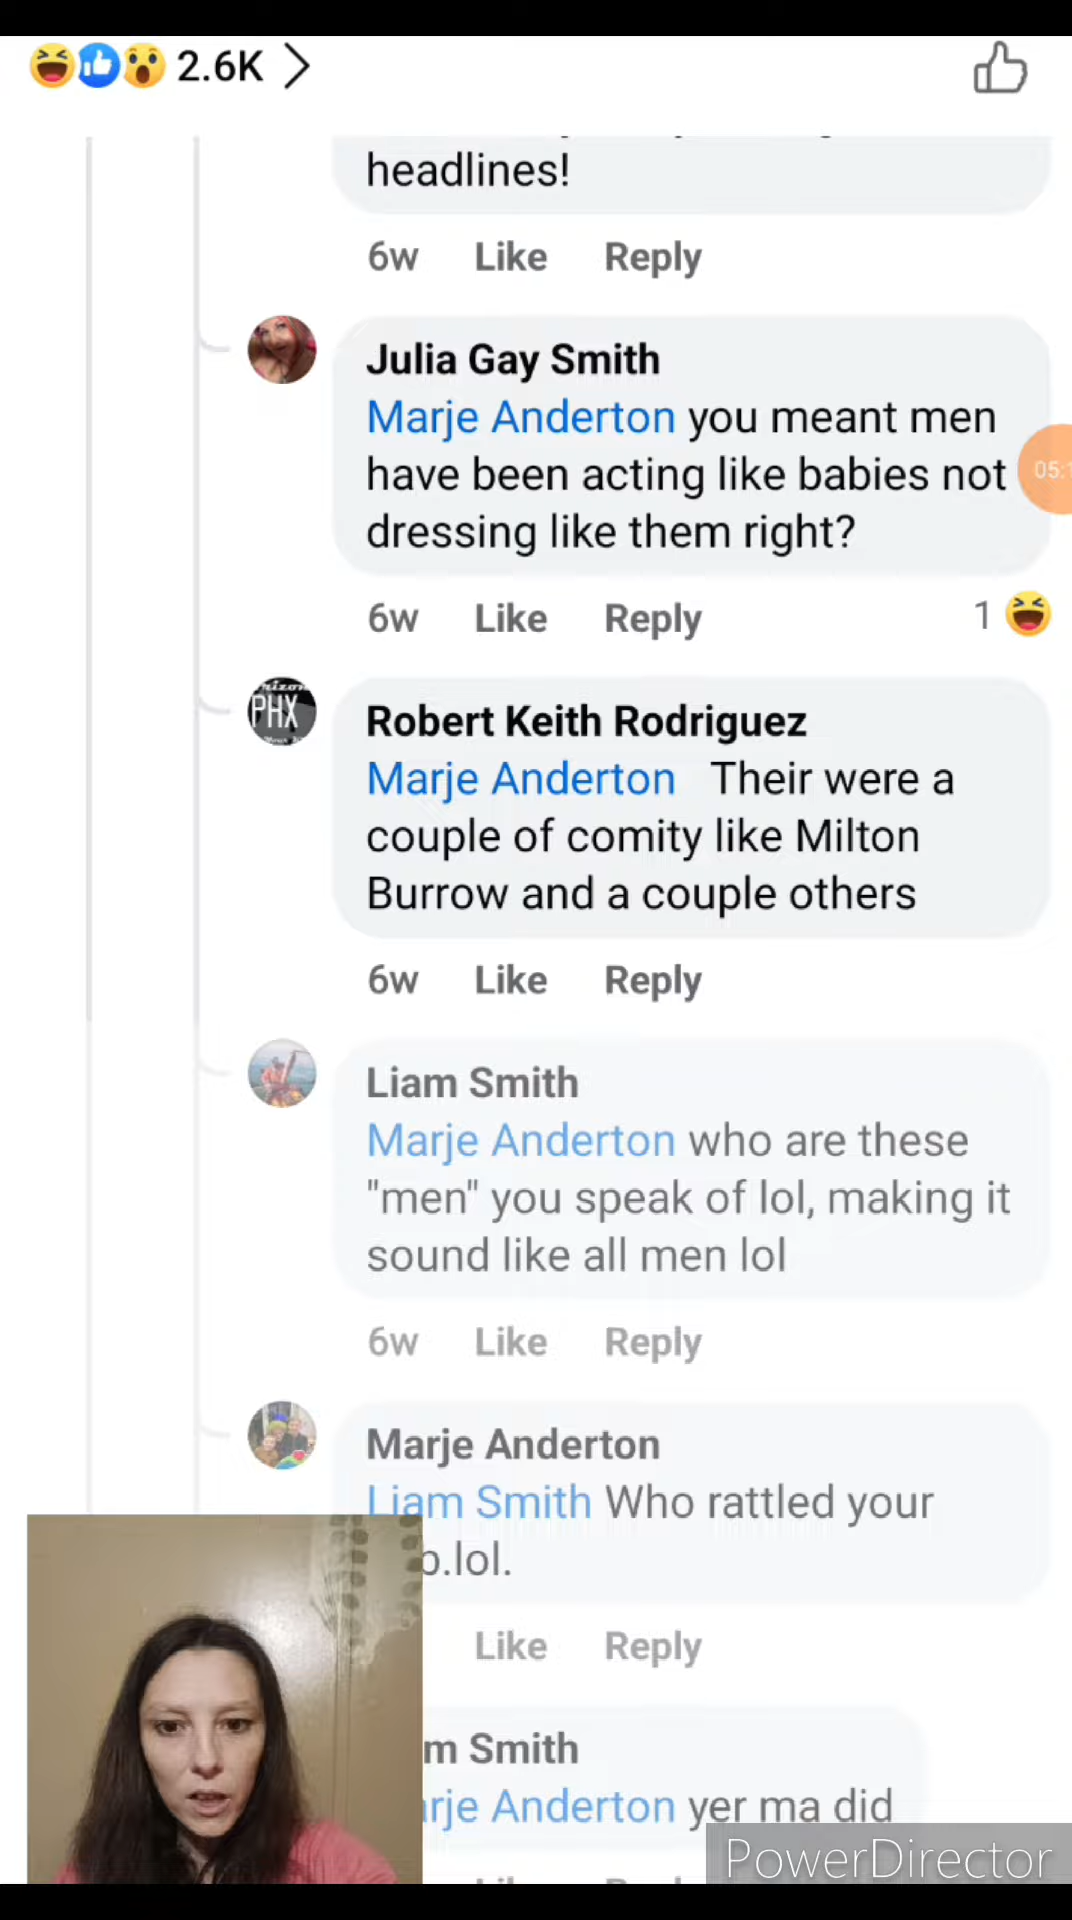 2.6K
headlines!
6w Like Reply
Julia Gay Smith
Marje Anderton you meant men
have been acting like babies not
dressing like them right?
05:1
6w Like Reply
1
PHX
Robert Keith Rodriguez
Marje Anderton Their were a
couple of comity like Milton
Burrow and a couple others
6w Like Reply
Liam Smith
Marje Anderton who are these
"men" you speak of lol, making it
sound like all men lol
6w Like Reply
Marje Anderton
Liam Smith Who rattled your
.lol.
Like Reply
m Smith
rje Anderton yer ma did
PowerDirector